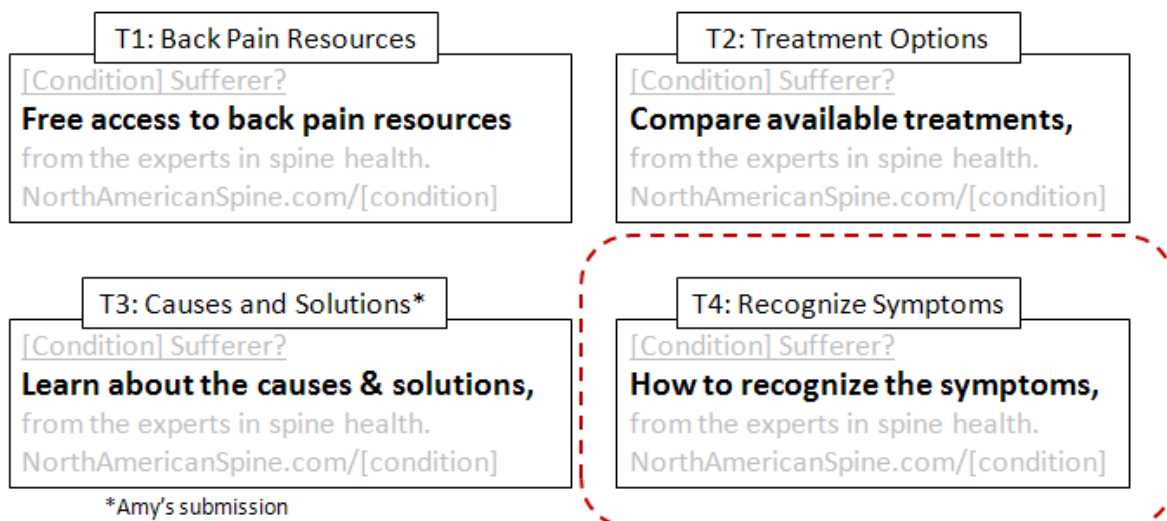 T1: Back Pain Resources
[Condition] Sufferer?
Free access to back pain resources
from the experts in spine health.
NorthAmericanSpine.com/[condition]
T2: Treatment Options
[Condition] Sufferer?
Compare available treatments,
from the experts in spine health.
NorthAmericanSpine.com/[condition]
T3: Causes and Solutions*
[Condition] Sufferer?
Learn about the causes & solutions,
from the experts in spine health.
NorthAmericanSpine.com/[condition]
*Amy's submission
T4: Recognize Symptoms
[Condition] Sufferer?
How to recognize the symptoms,
from the experts in spine health.
NorthAmericanSpine.com/[condition]